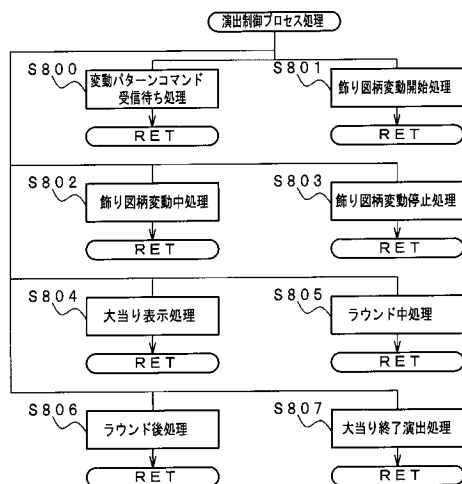 演出制御プロセス処理
S800
変動パターンコマンド
受信待ち処理
RET
S801
飾り図柄変動開始処理
RET
S802
飾り図柄変動中処理
RET
S803
飾り図柄変動停止処理
RET
S804
大当り表示処理
RET
S805
ラウンド中処理
RET
S806
ラウンド後処理
RET
S807
大当り終了演出処理
RET